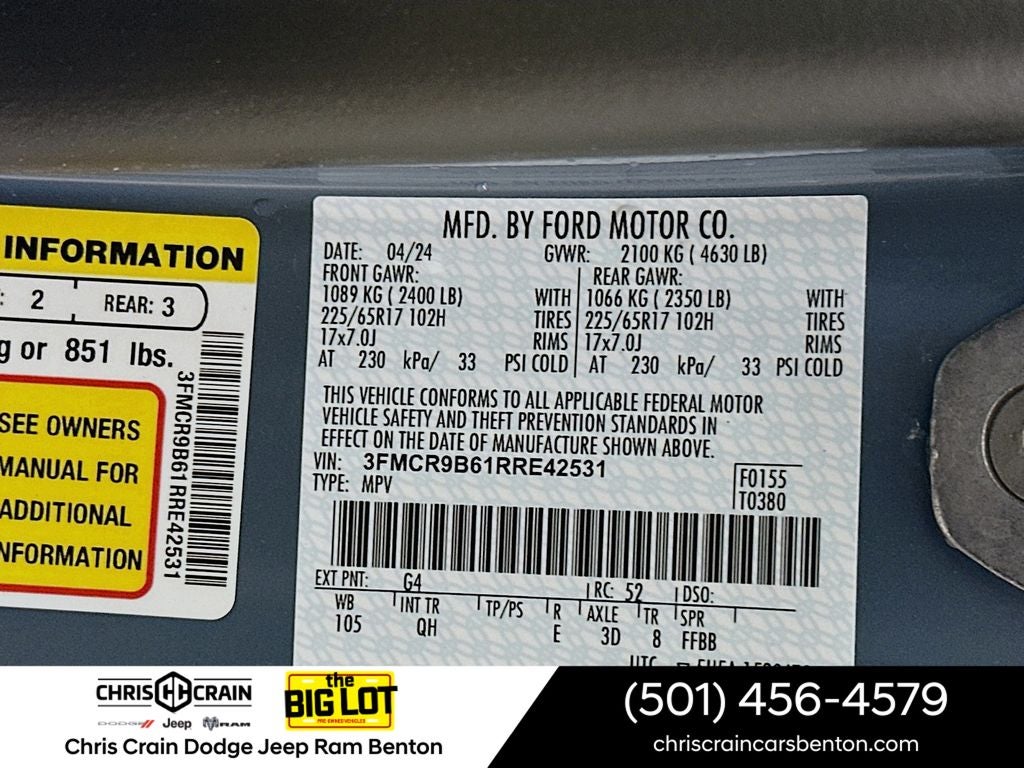 INFORMATION
: 2 REAR: 3
g or 851 lbs.
SEE OWNERS
MANUAL FOR
ADDITIONAL
INFORMATION
3FMCR9B61RRE42531
MFD. BY FORD MOTOR CO.
DATE: 04/24 GVWR: 2100 KG ( 4630 LB)
FRONT GAWR: REAR GAWR:
1089 KG ( 2400 LB) WITH 1066 KG ( 2350 LB) WITH
225/65R17 102H TIRES 225/65R17 102H TIRES
17x7.0J RIMS 17x7.0J RIMS
AT 230 kPa/ 33 PSI COLD AT 230 kPa/ 33 PSI COLD
THIS VEHICLE CONFORMS TO ALL APPLICABLE FEDERAL MOTOR
VEHICLE SAFETY AND THEFT PREVENTION STANDARDS IN
EFFECT ON THE DATE OF MANUFACTURE SHOWN ABOVE.
VIN: 3FMCR9B61RRE42531
TYPE: MPV
F0155
T0380
EXT PNT: G4 RC: 52 DSO:
WB INT TR TP/PS R AXLE TR SPR
105 QH E 3D 8 FFBB
CHRIS CRAIN
DODGE Jeep RAM
the
BIG LOT
PRE-OWNED VEHICLES
Chris Crain Dodge Jeep Ram Benton
(501) 456-4579
chriscraincarsbenton.com